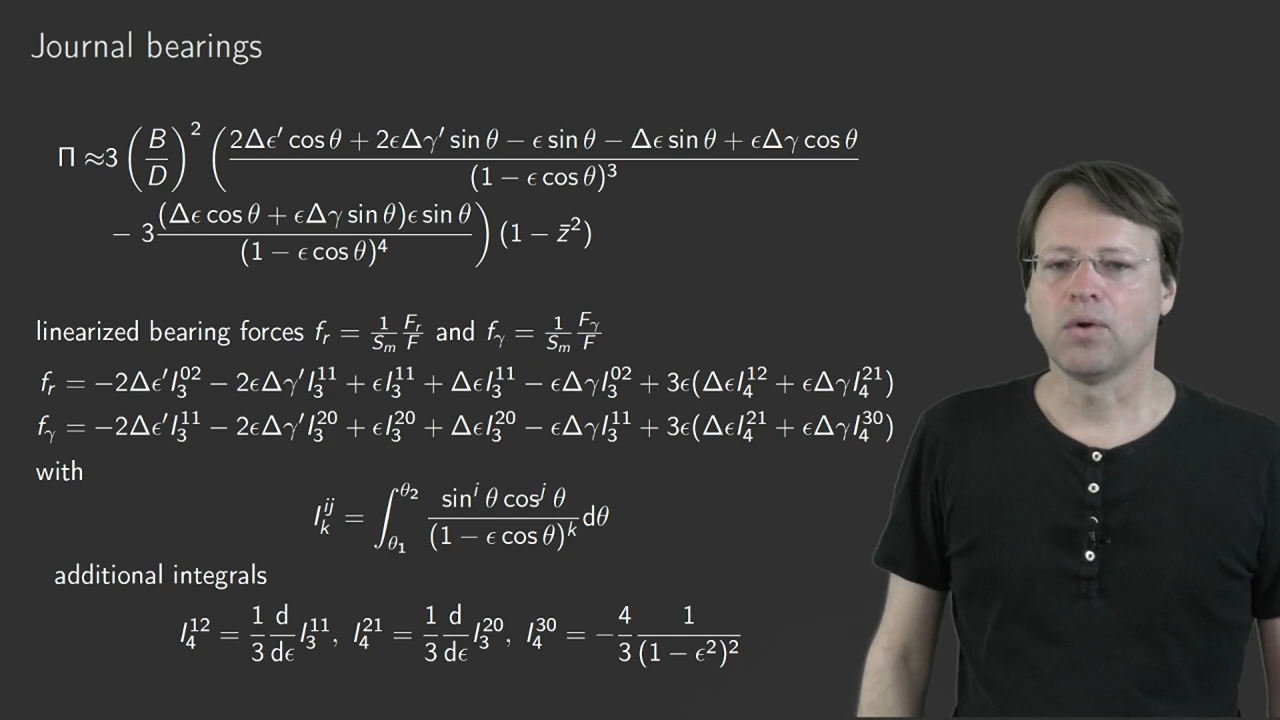 Journal bearings
Π ≈3 (B/D)² ( (2Δϵ′ cos θ + 2ϵΔγ′ sin θ − ϵ sin θ − Δϵ sin θ + ϵΔγ cos θ)/(1 − ϵ cos θ)³
− 3 ((Δϵ cos θ + ϵΔγ sin θ)ϵ sin θ)/(1 − ϵ cos θ)⁴ ) (1 − z̄²)
linearized bearing forces f_r = 1/S_m F_r/F and f_γ = 1/S_m F_γ/F
f_r = −2Δϵ′I_3^{02} − 2ϵΔγ′I_3^{11} + ϵI_3^{11} + ΔϵI_3^{11} − ϵΔγI_3^{02} + 3ϵ(ΔϵI_4^{12} + ϵΔγI_4^{21})
f_γ = −2Δϵ′I_3^{11} − 2ϵΔγ′I_3^{20} + ϵI_3^{20} + ΔϵI_3^{20} − ϵΔγI_3^{11} + 3ϵ(ΔϵI_4^{21} + ϵΔγI_4^{30})
with
I_k^{ij} = ∫_{θ_1}^{θ_2} (sin^i θ cos^j θ)/(1 − ϵ cos θ)^k dθ
additional integrals
I_4^{12} = 1/3 d/dϵ I_3^{11}, I_4^{21} = 1/3 d/dϵ I_3^{20}, I_4^{30} = −4/3 1/(1 − ϵ²)²